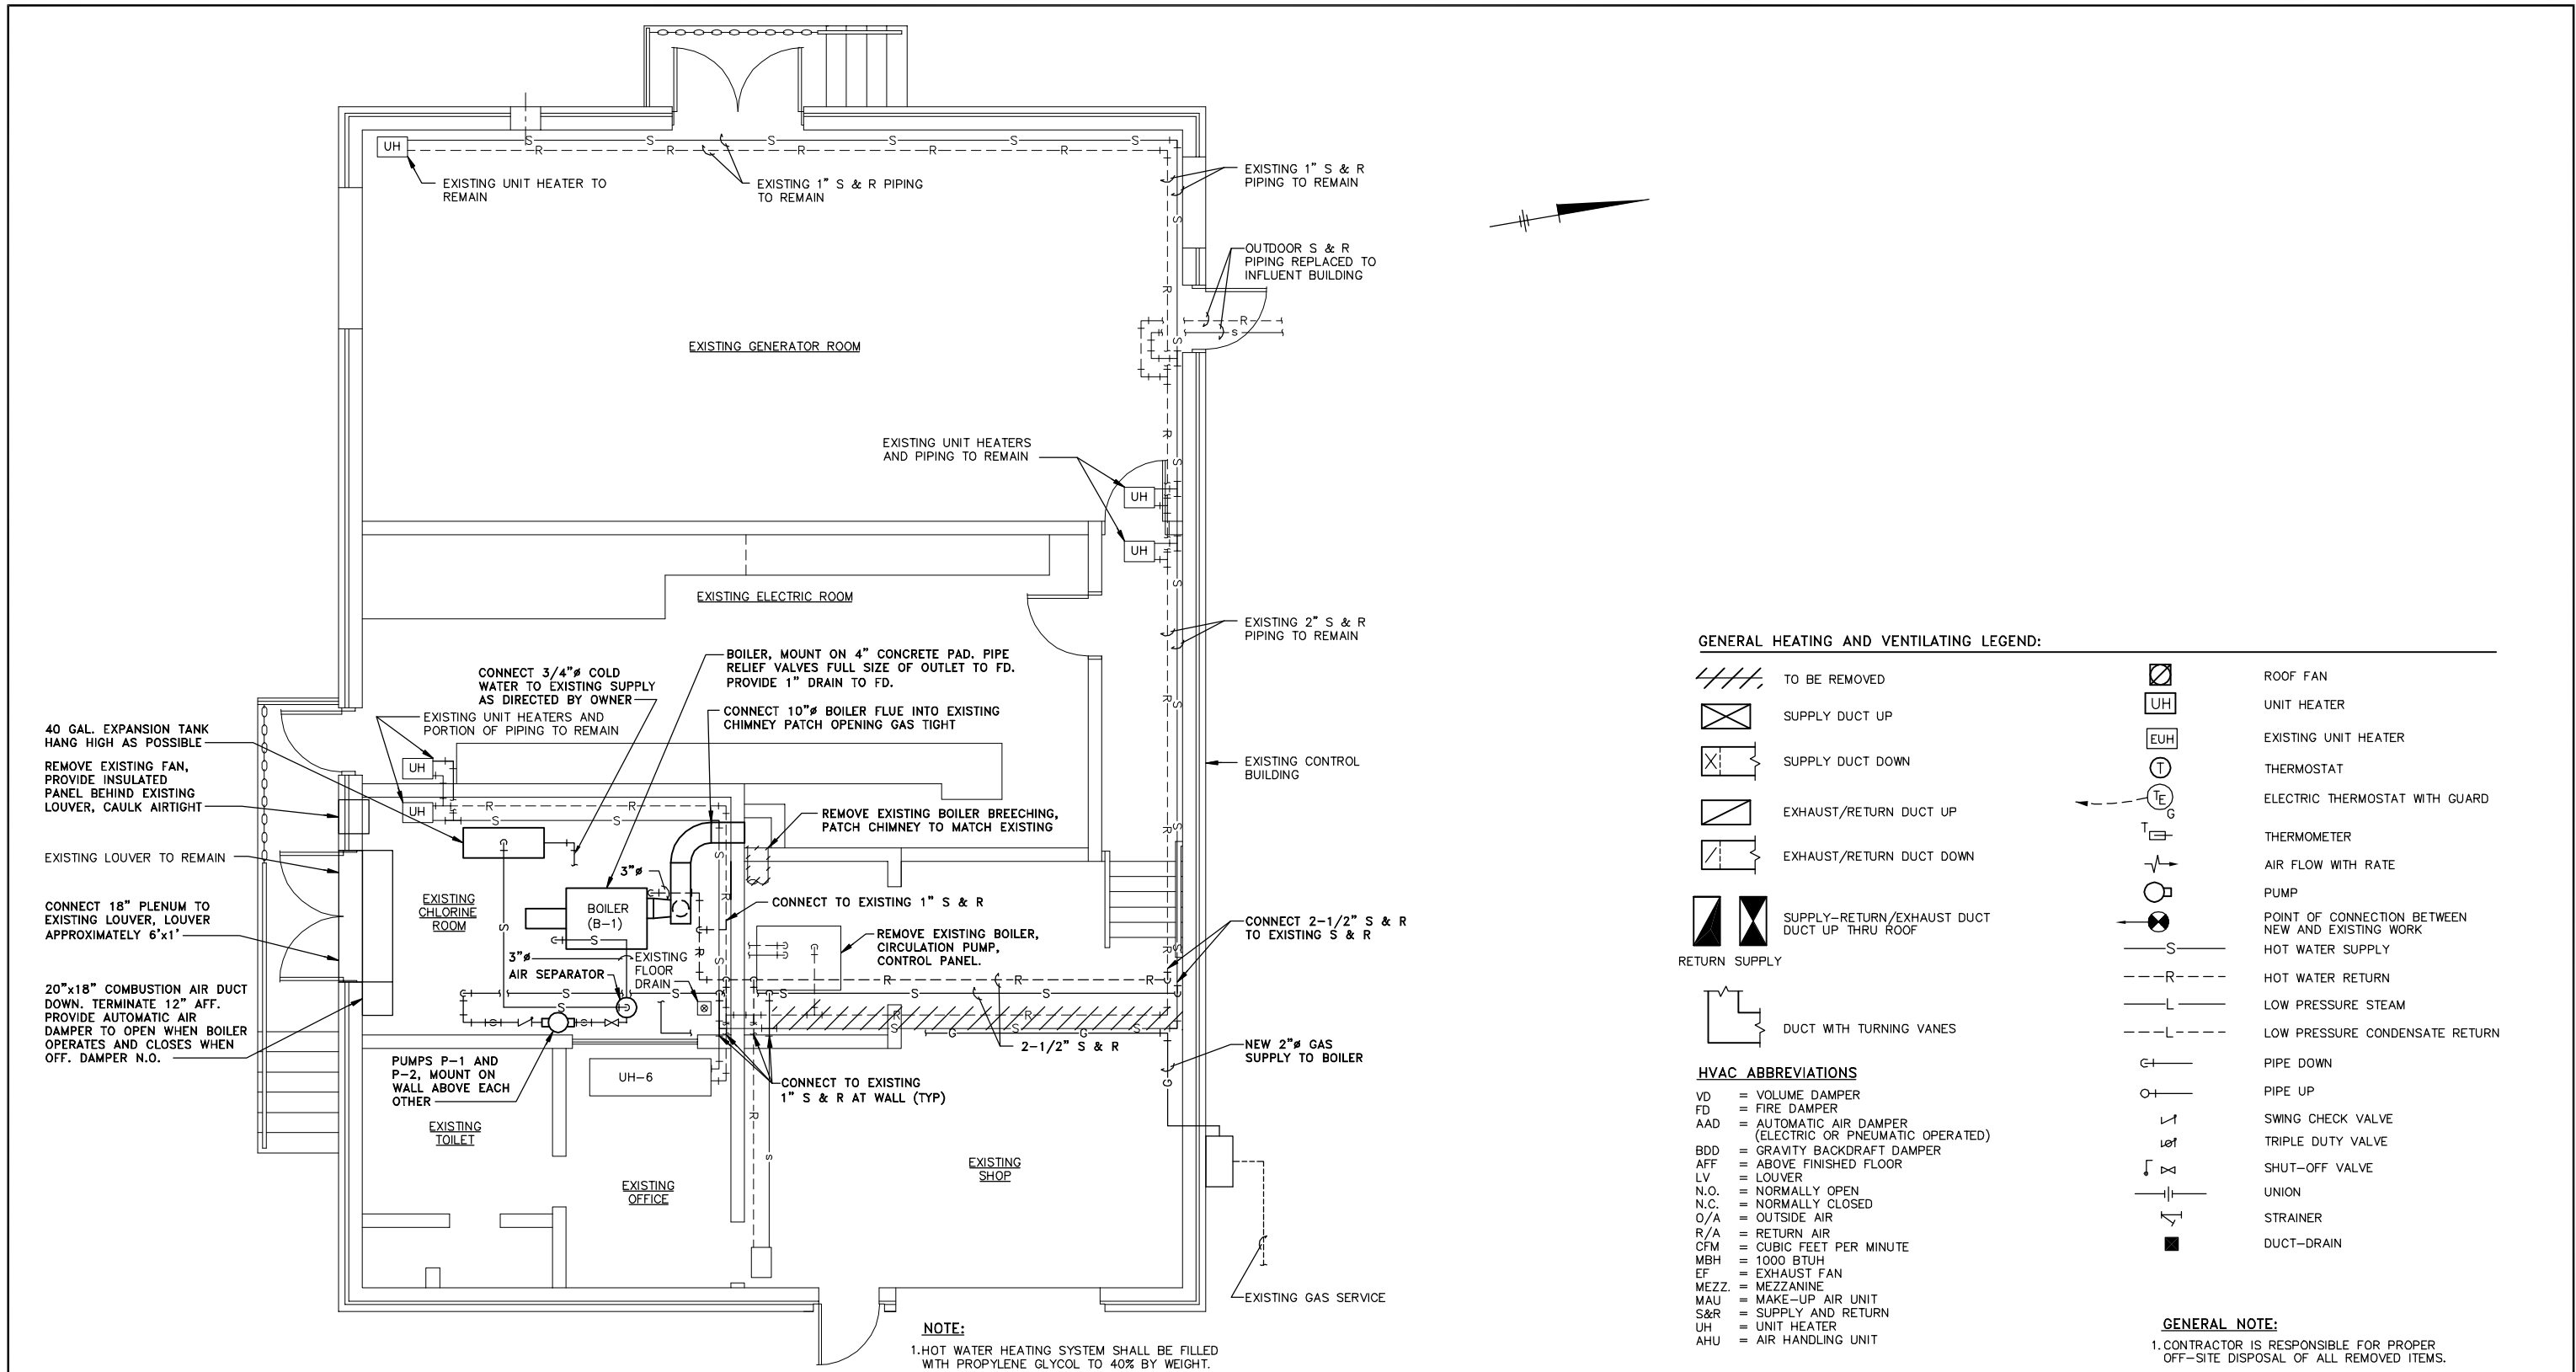 UH
EXISTING UNIT HEATER TO
REMAIN
EXISTING 1" S & R PIPING
TO REMAIN
EXISTING 1" S & R
PIPING TO REMAIN
OUTDOOR S & R
PIPING REPLACED TO
INFLUENT BUILDING
EXISTING GENERATOR ROOM
EXISTING UNIT HEATERS
AND PIPING TO REMAIN
UH
UH
EXISTING ELECTRIC ROOM
EXISTING 2" S & R
PIPING TO REMAIN
BOILER, MOUNT ON 4" CONCRETE PAD. PIPE
RELIEF VALVES FULL SIZE OF OUTLET TO FD.
PROVIDE 1" DRAIN TO FD.
CONNECT 3/4"ø COLD
WATER TO EXISTING SUPPLY
AS DIRECTED BY OWNER
CONNECT 10"ø BOILER FLUE INTO EXISTING
CHIMNEY PATCH OPENING GAS TIGHT
EXISTING UNIT HEATERS AND
PORTION OF PIPING TO REMAIN
40 GAL. EXPANSION TANK
HANG HIGH AS POSSIBLE
REMOVE EXISTING FAN,
PROVIDE INSULATED
PANEL BEHIND EXISTING
LOUVER, CAULK AIRTIGHT
EXISTING LOUVER TO REMAIN
CONNECT 18" PLENUM TO
EXISTING LOUVER, LOUVER
APPROXIMATELY 6'x1'
20"x18" COMBUSTION AIR DUCT
DOWN. TERMINATE 12" AFF.
PROVIDE AUTOMATIC AIR
DAMPER TO OPEN WHEN BOILER
OPERATES AND CLOSES WHEN
OFF. DAMPER N.O.
UH
UH
EXISTING CONTROL
BUILDING
REMOVE EXISTING BOILER BREECHING,
PATCH CHIMNEY TO MATCH EXISTING
3"ø
BOILER
(B-1)
EXISTING
CHLORINE
ROOM
CONNECT TO EXISTING 1" S & R
REMOVE EXISTING BOILER,
CIRCULATION PUMP,
CONTROL PANEL.
CONNECT 2-1/2" S & R
TO EXISTING S & R
3"ø
AIR SEPARATOR
EXISTING
FLOOR
DRAIN
2-1/2" S & R
NEW 2"ø GAS
SUPPLY TO BOILER
PUMPS P-1 AND
P-2, MOUNT ON
WALL ABOVE EACH
OTHER
UH-6
CONNECT TO EXISTING
1" S & R AT WALL (TYP)
EXISTING
TOILET
EXISTING
OFFICE
EXISTING
SHOP
EXISTING GAS SERVICE
NOTE:
1.HOT WATER HEATING SYSTEM SHALL BE FILLED
WITH PROPYLENE GLYCOL TO 40% BY WEIGHT.
GENERAL HEATING AND VENTILATING LEGEND:
TO BE REMOVED
SUPPLY DUCT UP
SUPPLY DUCT DOWN
EXHAUST/RETURN DUCT UP
EXHAUST/RETURN DUCT DOWN
SUPPLY-RETURN/EXHAUST DUCT
DUCT UP THRU ROOF
RETURN SUPPLY
DUCT WITH TURNING VANES
ROOF FAN
UH UNIT HEATER
EUH EXISTING UNIT HEATER
T THERMOSTAT
TE G ELECTRIC THERMOSTAT WITH GUARD
T THERMOMETER
AIR FLOW WITH RATE
PUMP
POINT OF CONNECTION BETWEEN
NEW AND EXISTING WORK
S HOT WATER SUPPLY
R HOT WATER RETURN
L LOW PRESSURE STEAM
L LOW PRESSURE CONDENSATE RETURN
PIPE DOWN
PIPE UP
SWING CHECK VALVE
TRIPLE DUTY VALVE
SHUT-OFF VALVE
UNION
STRAINER
DUCT-DRAIN
HVAC ABBREVIATIONS
VD = VOLUME DAMPER
FD = FIRE DAMPER
AAD = AUTOMATIC AIR DAMPER
(ELECTRIC OR PNEUMATIC OPERATED)
BDD = GRAVITY BACKDRAFT DAMPER
AFF = ABOVE FINISHED FLOOR
LV = LOUVER
N.O. = NORMALLY OPEN
N.C. = NORMALLY CLOSED
O/A = OUTSIDE AIR
R/A = RETURN AIR
CFM = CUBIC FEET PER MINUTE
MBH = 1000 BTUH
EF = EXHAUST FAN
MEZZ. = MEZZANINE
MAU = MAKE-UP AIR UNIT
S&R = SUPPLY AND RETURN
UH = UNIT HEATER
AHU = AIR HANDLING UNIT
GENERAL NOTE:
1. CONTRACTOR IS RESPONSIBLE FOR PROPER
OFF-SITE DISPOSAL OF ALL REMOVED ITEMS.